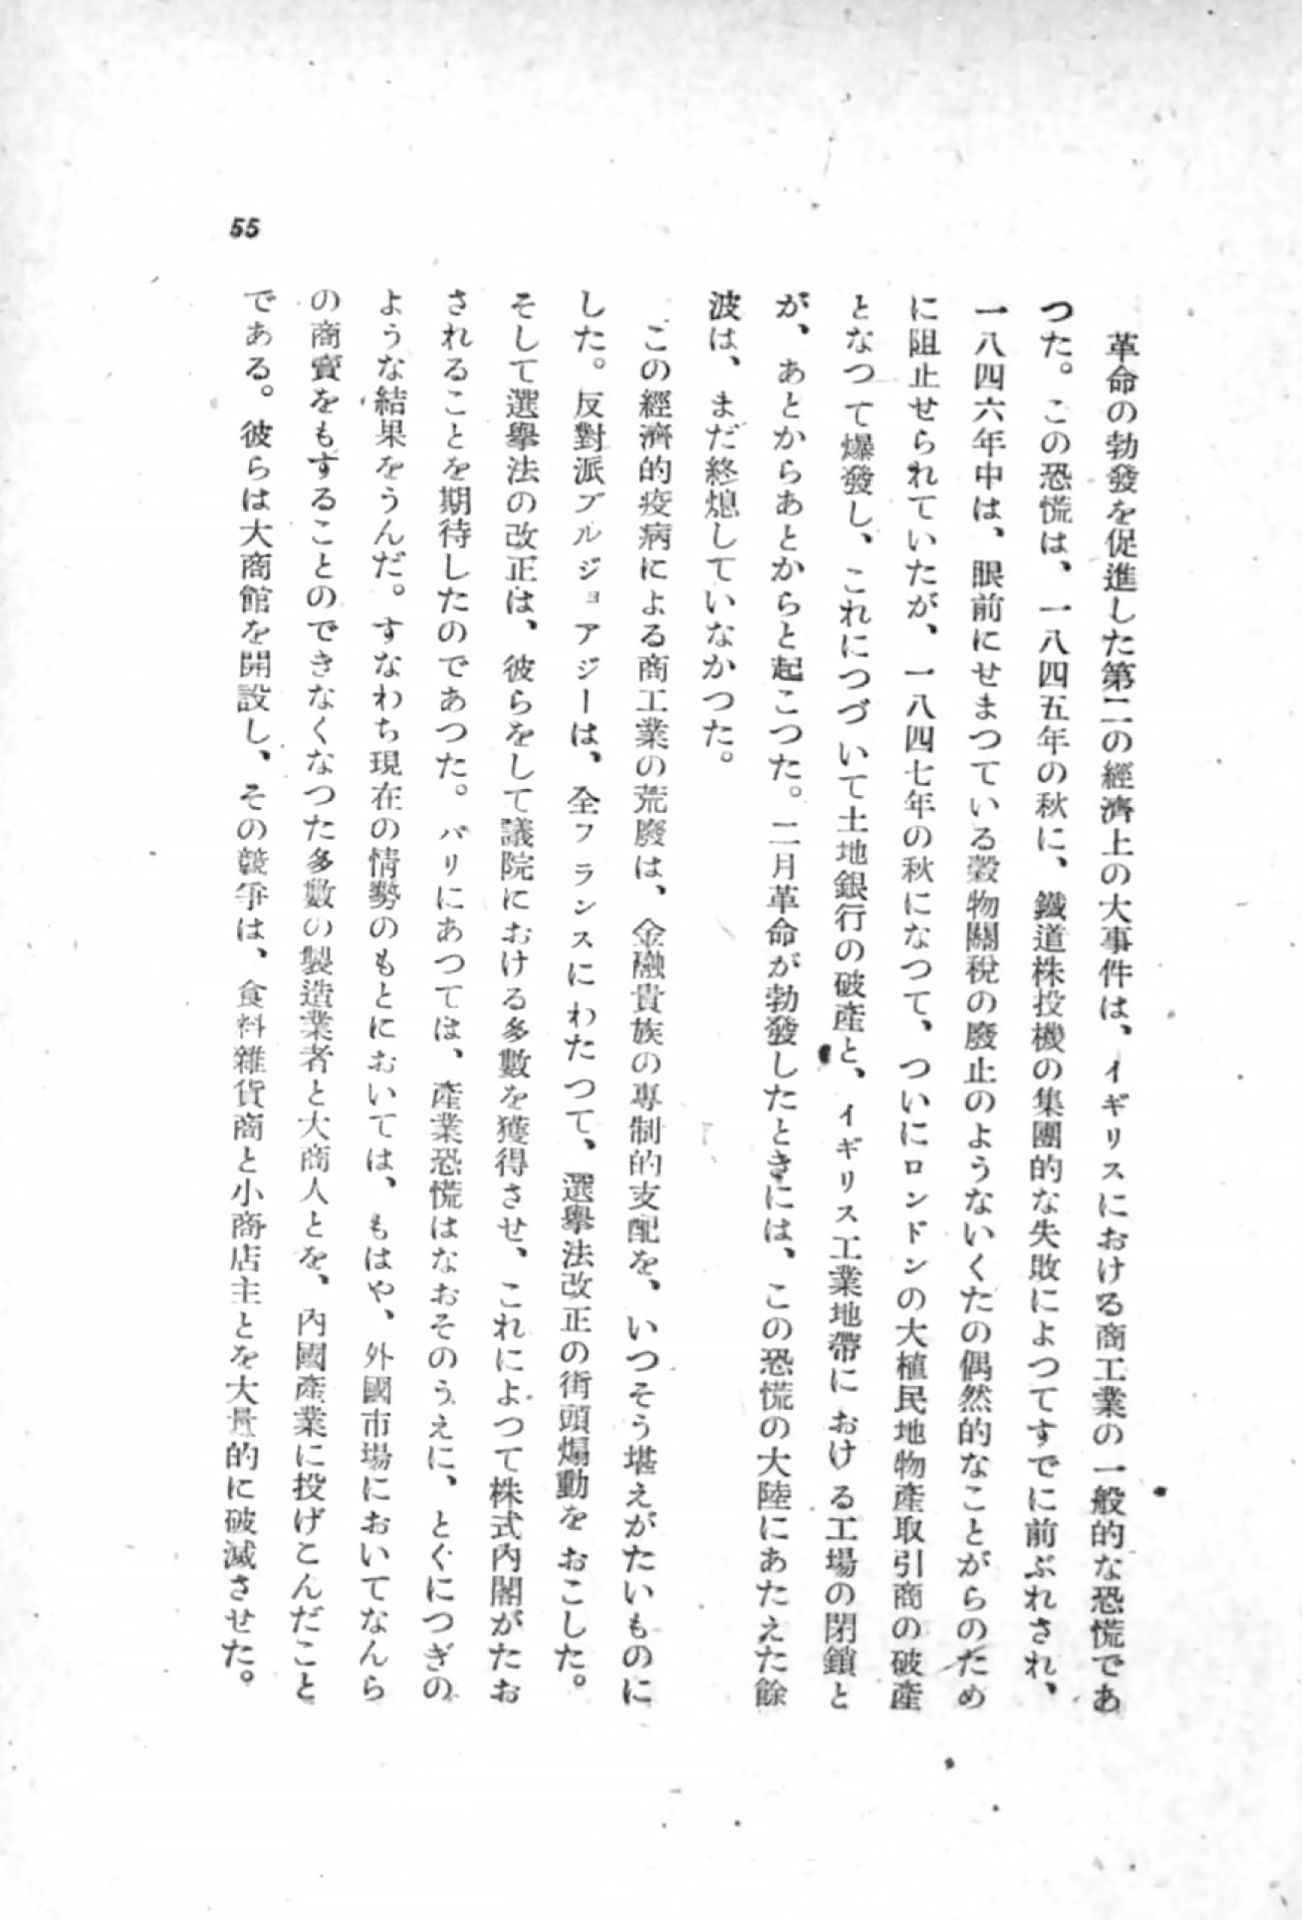 革命の勃發を促進した第二の經濟上の大事件は、イギリスにおける商工業の一般的な恐慌であ
つた。この恐慌は、一八四五年の秋に、鐵道株投機の集團的な失敗によつてすでに前ぶれされ、
一八四六年中は、眼前にせまつている穀物關稅の廢止のようないくたの偶然的なことがらのため
に阻止せられていたが、一八四七年の秋になつて、ついにロンドンの大植民地物產取引商の破產
となつて爆發し、これにつづいて土地銀行の破產と、イギリス工業地帶における工場の閉鎖と
が、あとからあとからと起こつた。二月革命が勃發したときには、この恐慌の大陸にあたえた餘
波は、まだ終熄していなかつた。
この經濟的疫病による商工業の荒廢は、金融貴族の專制的支配を、いつそう堪えがたいものに
した。反對派ブルジョアジーは、全フランスにわたつて、選擧法改正の街頭煽動をおこした。
そして選擧法の改正は、彼らをして議院における多數を獲得させ、これによつて株式內閣がたお
されることを期待したのであつた。パリにあつては、產業恐慌はなおそのうえに、とくにつぎの
ような結果をうんだ。すなわち現在の情勢のもとにおいては、もはや、外國市場においてなんら
の商賣をもすることのできなくなつた多數の製造業者と大商人とを、內國產業に投げこんだこと
である。彼らは大商館を開設し、その競爭は、食料雜貨商と小商店主とを大量的に破滅させた。
55